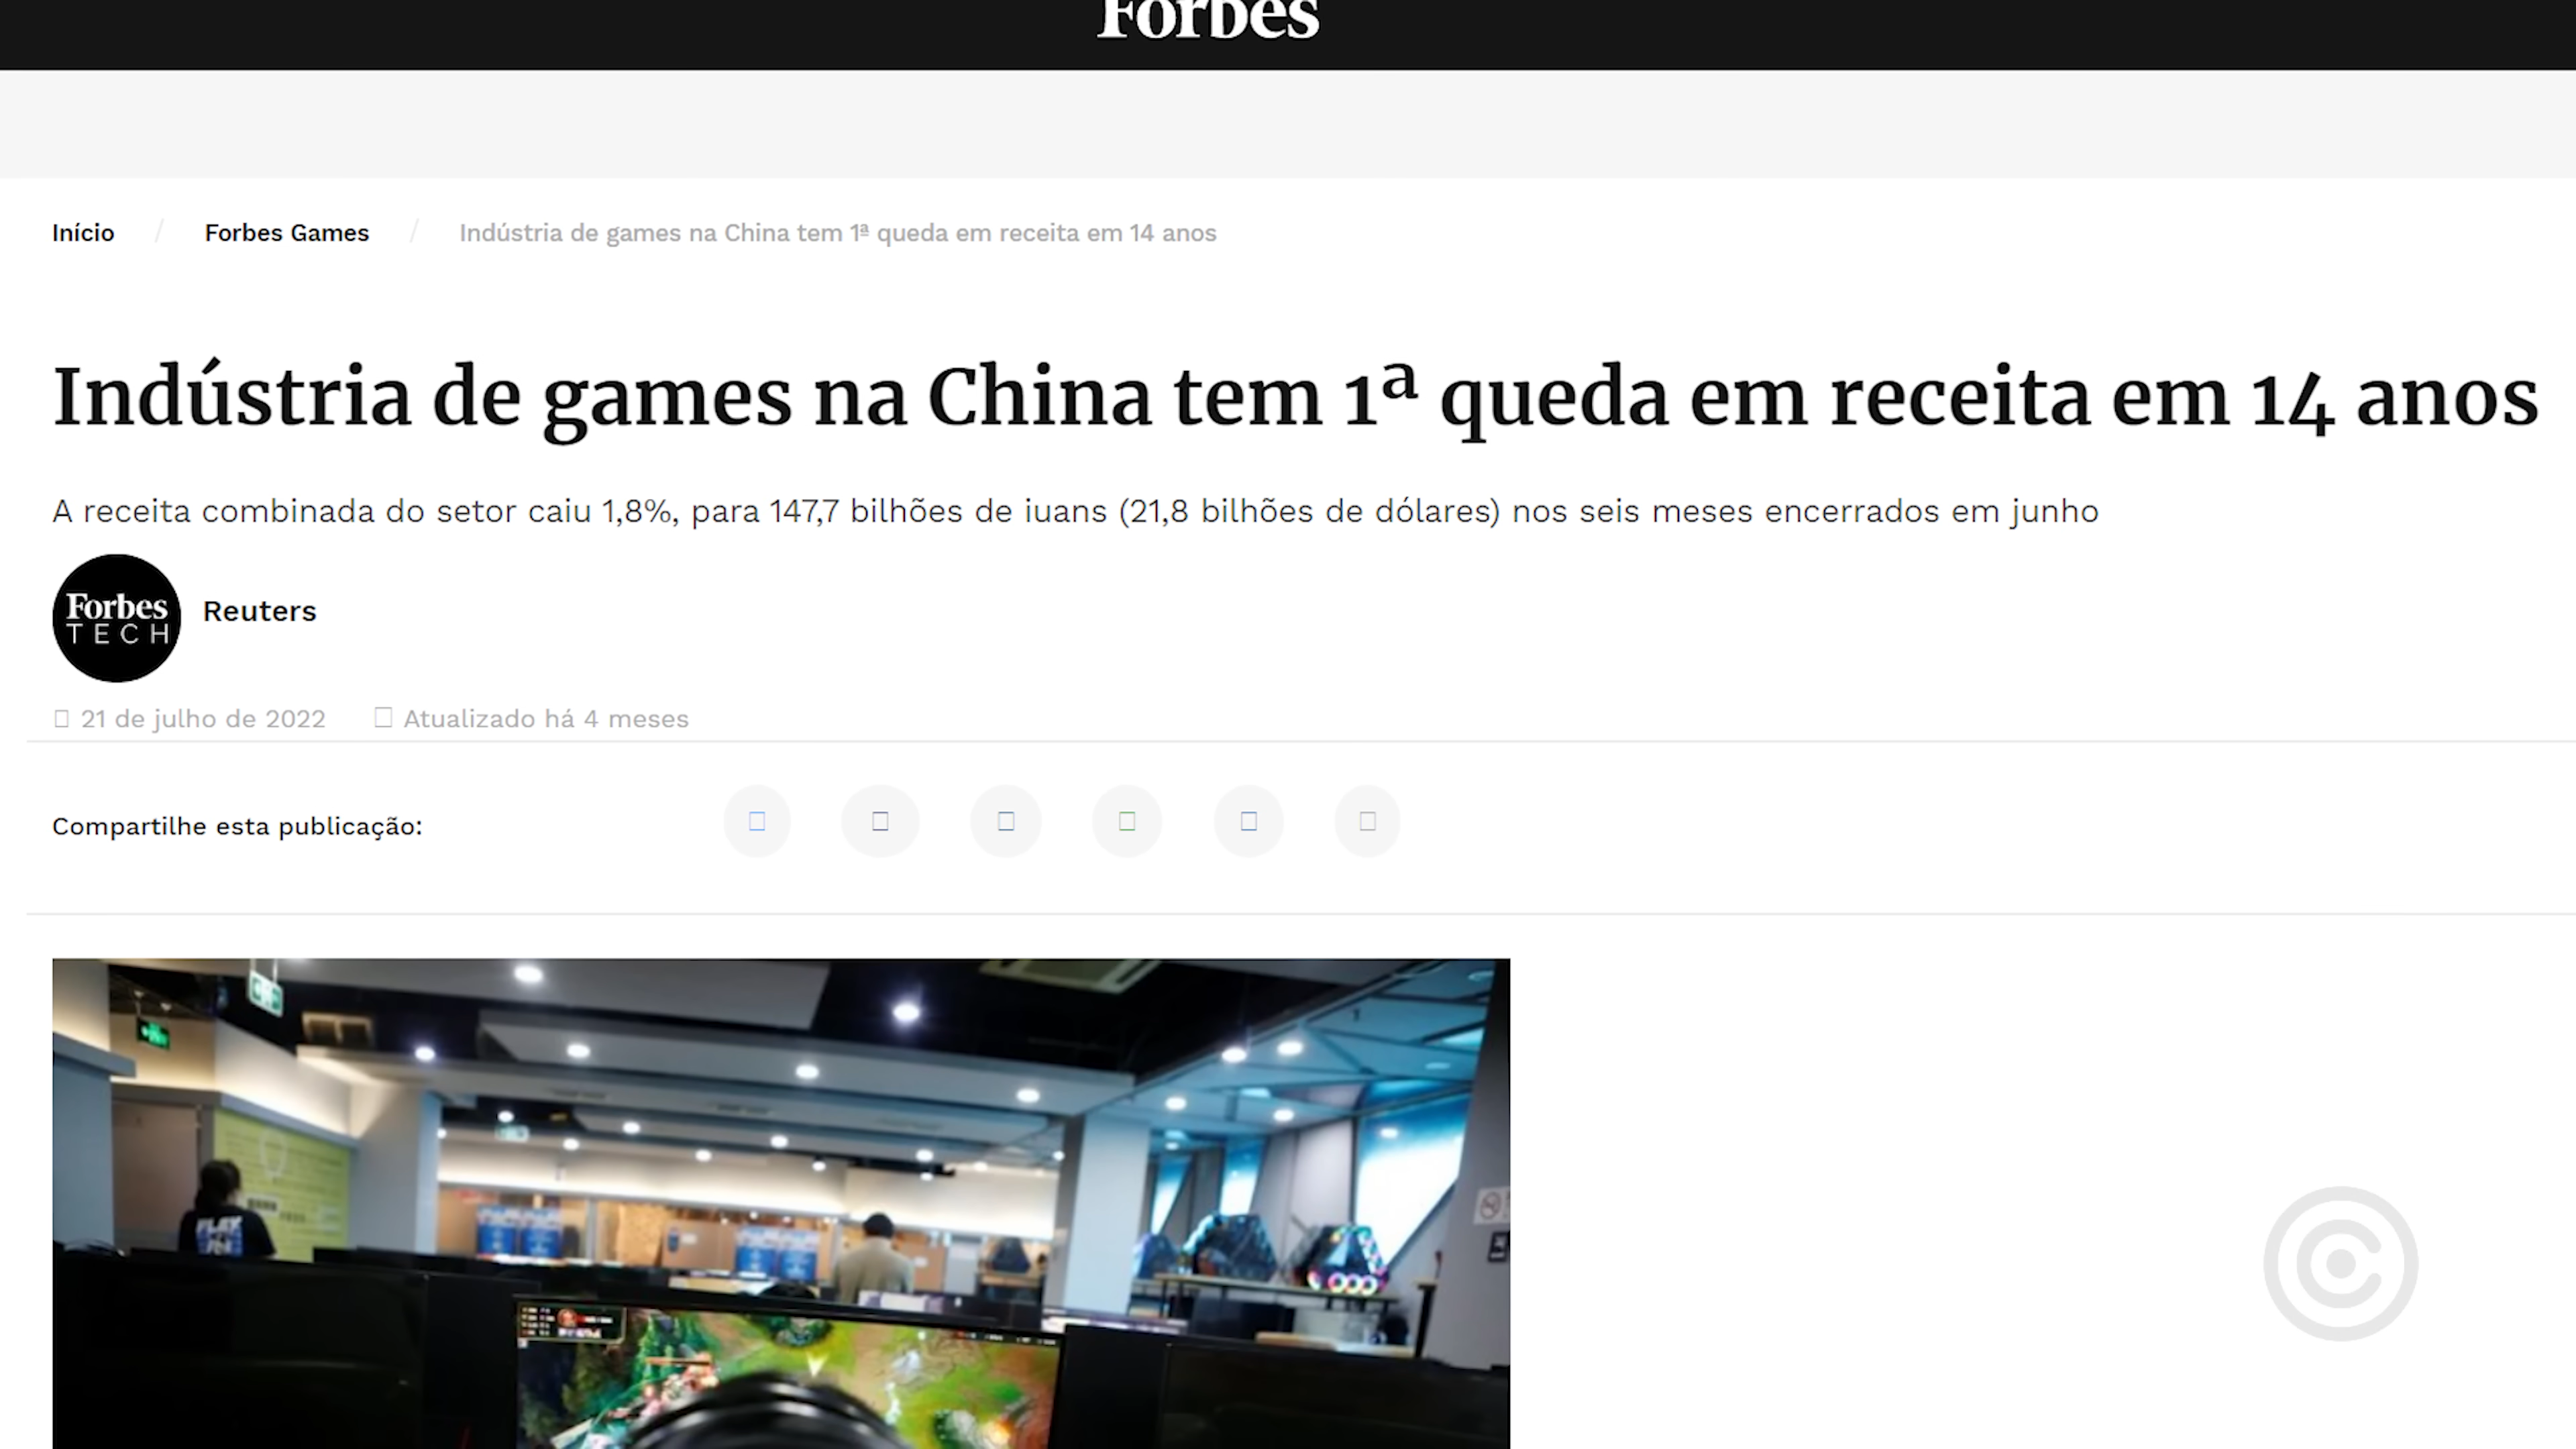 Forbes
Início / Forbes Games / Indústria de games na China tem 1ª queda em receita em 14 anos
Indústria de games na China tem 1ª queda em receita em 14 anos
A receita combinada do setor caiu 1,8%, para 147,7 bilhões de iuans (21,8 bilhões de dólares) nos seis meses encerrados em junho
Forbes
TECH
Reuters
21 de julho de 2022 Atualizado há 4 meses
Compartilhe esta publicação:
PLAY